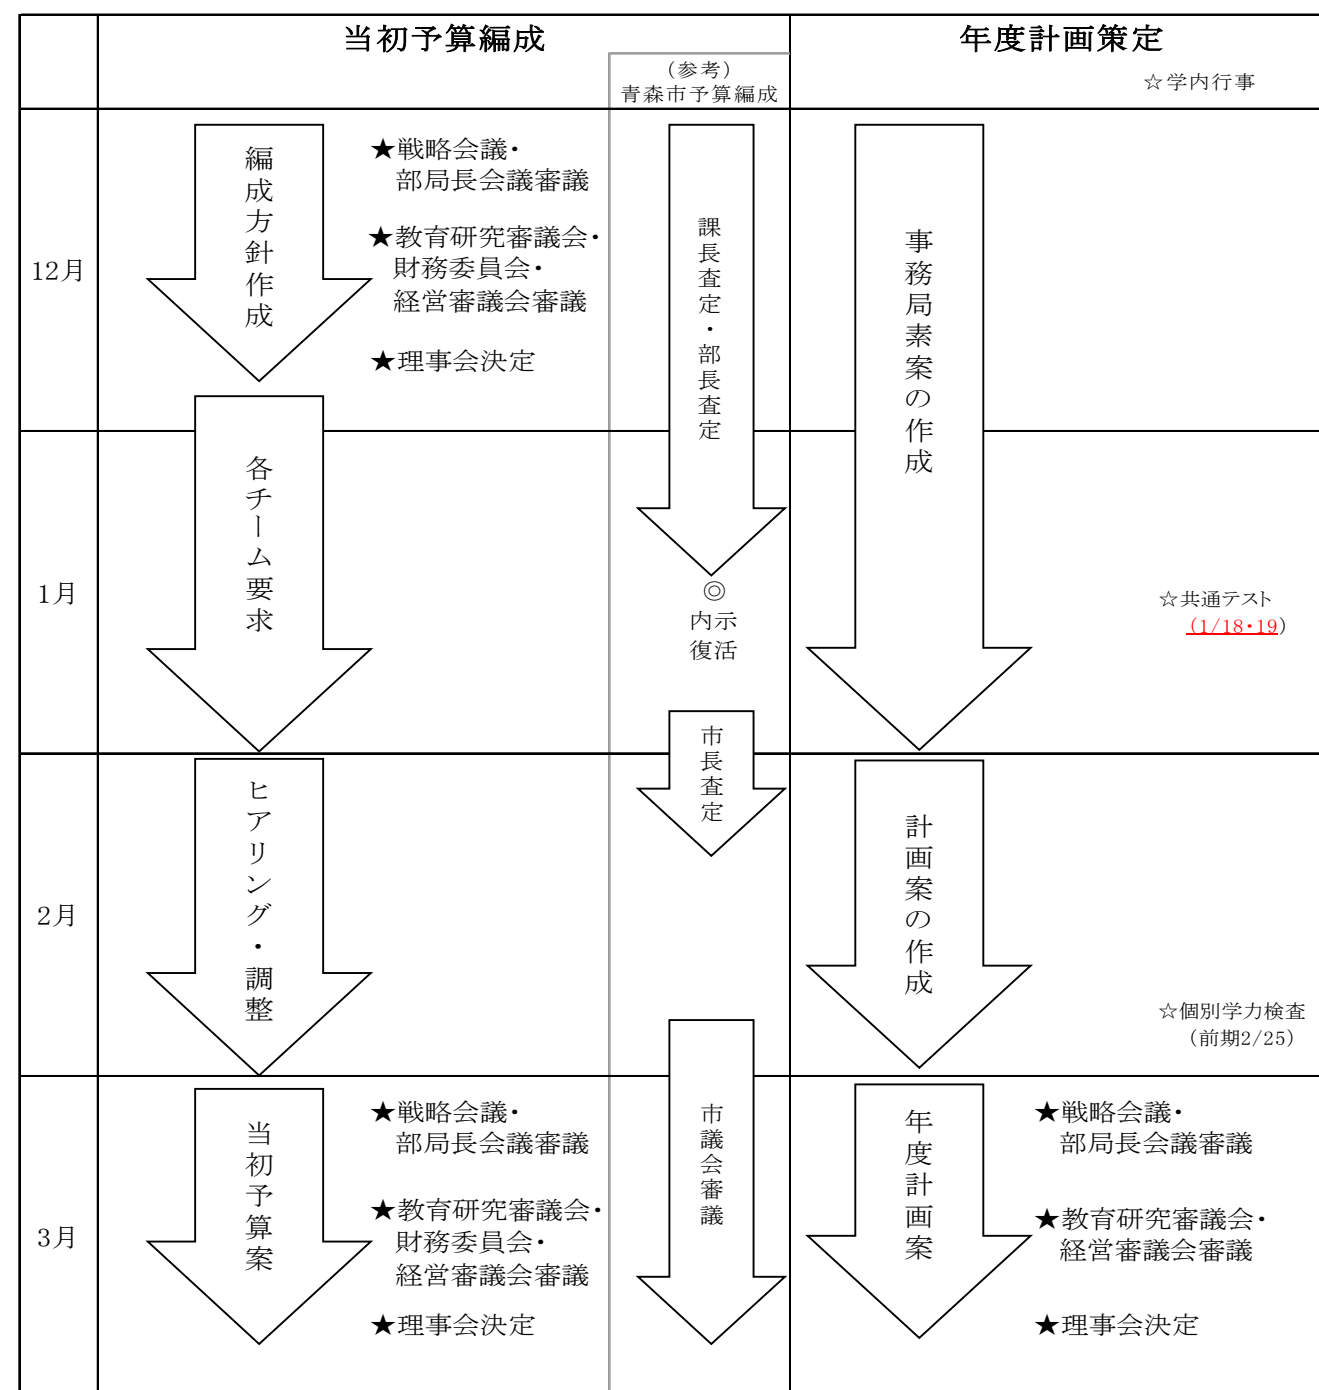 当初予算編成
(参考)
青森市予算編成
年度計画策定
☆学内行事
12月
編成方針作成
★戦略会議・
部局長会議審議
★教育研究審議会・
財務委員会・
経営審議会審議
★理事会決定
課長査定・部長査定
事務局素案の作成
1月
各チーム要求
◎
内示
復活
☆共通テスト
(1/18・19)
市長査定
2月
ヒアリング・調整
計画案の作成
☆個別学力検査
(前期2/25)
3月
当初予算案
★戦略会議・
部局長会議審議
★教育研究審議会・
財務委員会・
経営審議会審議
★理事会決定
市議会審議
年度計画案
★戦略会議・
部局長会議審議
★教育研究審議会・
経営審議会審議
★理事会決定